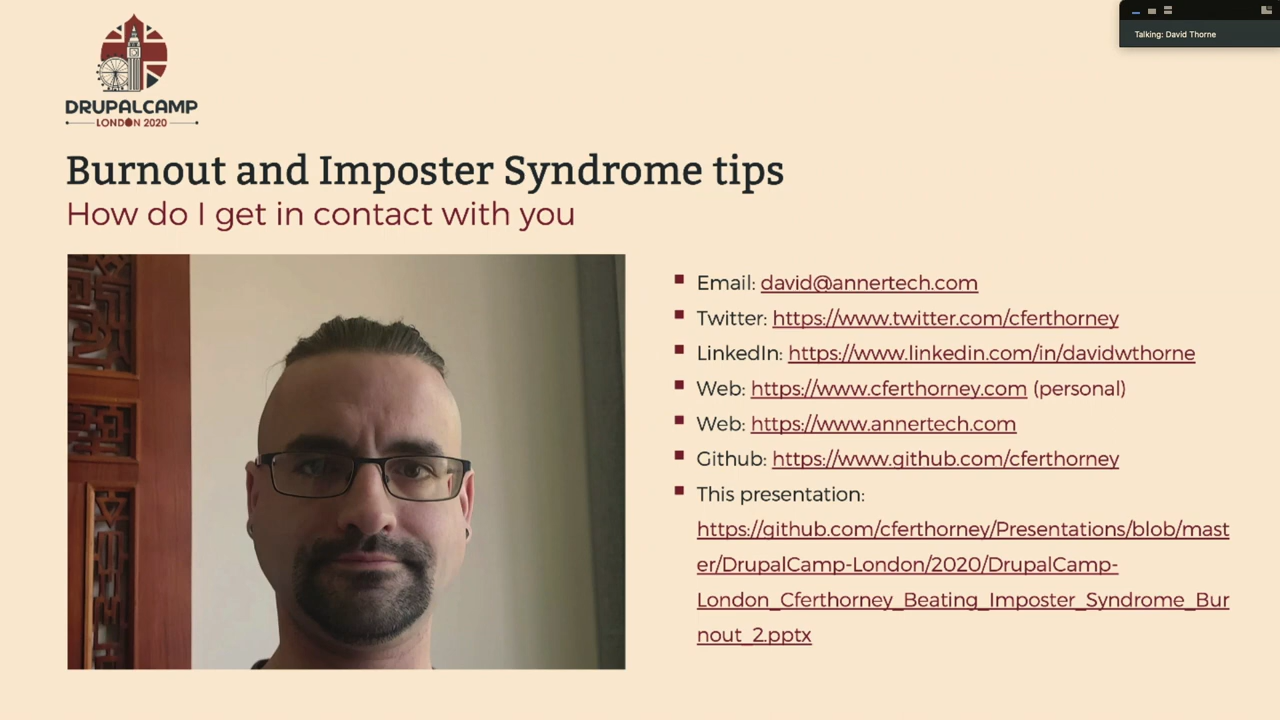 Talking: David Thorne
DRUPALCAMP
LONDON 2020
Burnout and Imposter Syndrome tips
How do I get in contact with you
Email: david@annertech.com
Twitter: https://www.twitter.com/cferthorney
LinkedIn: https://www.linkedin.com/in/davidwthorne
Web: https://www.cferthorney.com (personal)
Web: https://www.annertech.com
Github: https://www.github.com/cferthorney
This presentation:
https://github.com/cferthorney/Presentations/blob/mast
er/DrupalCamp-London/2020/DrupalCamp-
London_Cferthorney_Beating_Imposter_Syndrome_Bur
nout_2.pptx